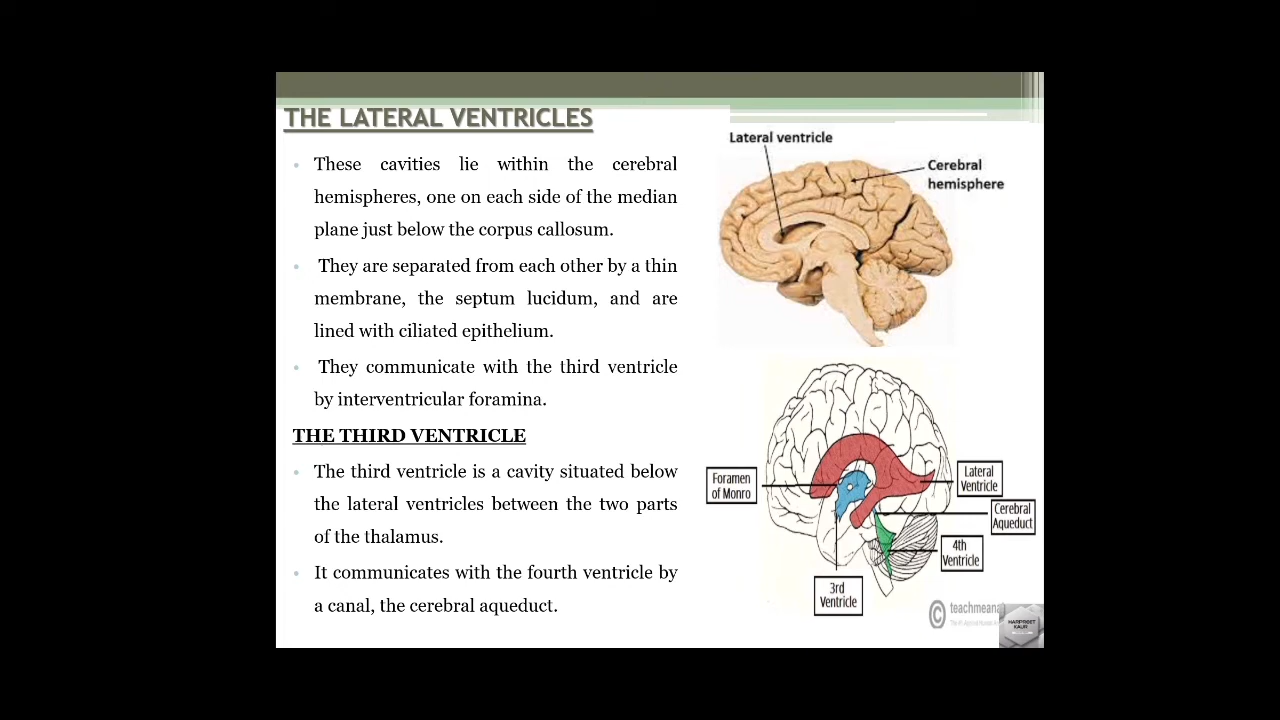 THE LATERAL VENTRICLES
• These cavities lie within the cerebral
hemispheres, one on each side of the median
plane just below the corpus callosum.
• They are separated from each other by a thin
membrane, the septum lucidum, and are
lined with ciliated epithelium.
• They communicate with the third ventricle
by interventricular foramina.
THE THIRD VENTRICLE
• The third ventricle is a cavity situated below
the lateral ventricles between the two parts
of the thalamus.
• It communicates with the fourth ventricle by
a canal, the cerebral aqueduct.
Lateral ventricle
Cerebral
hemisphere
Foramen
of Monro
Lateral
Ventricle
Cerebral
Aqueduct
4th
Ventricle
3rd
Ventricle
© teachmeana
HARPREET
KAUR